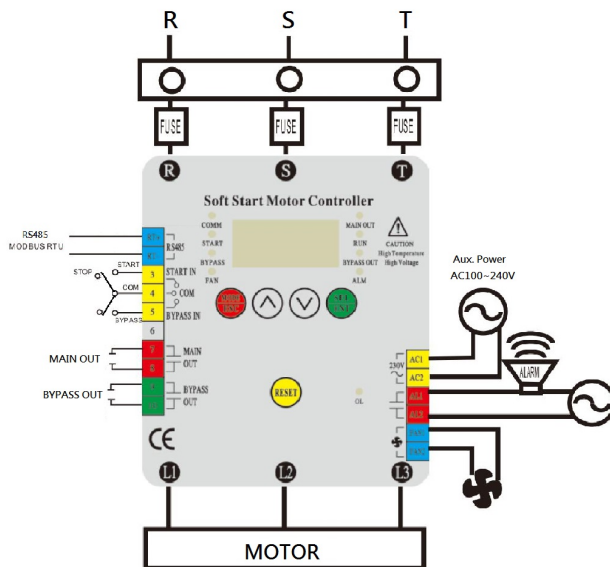 R S T
FUSE FUSE FUSE
R S T
Soft Start Motor Controller
COMM
START
BYPASS
FAN
MAIN OUT
RUN
BYPASS OUT
ALM
CAUTION
High Temperature
High Voltage
RS485
MODBUS RTU
RS485
STOP
START
COM
BYPASS
3
4
5
6
START IN
COM
BYPASS IN
MAIN OUT
MAIN
OUT
BYPASS OUT
BYPASS
OUT
RESET
OL
Aux. Power
AC100~240V
230V
AC1
AC2
ALARM
CE
L1 L2 L3
MOTOR